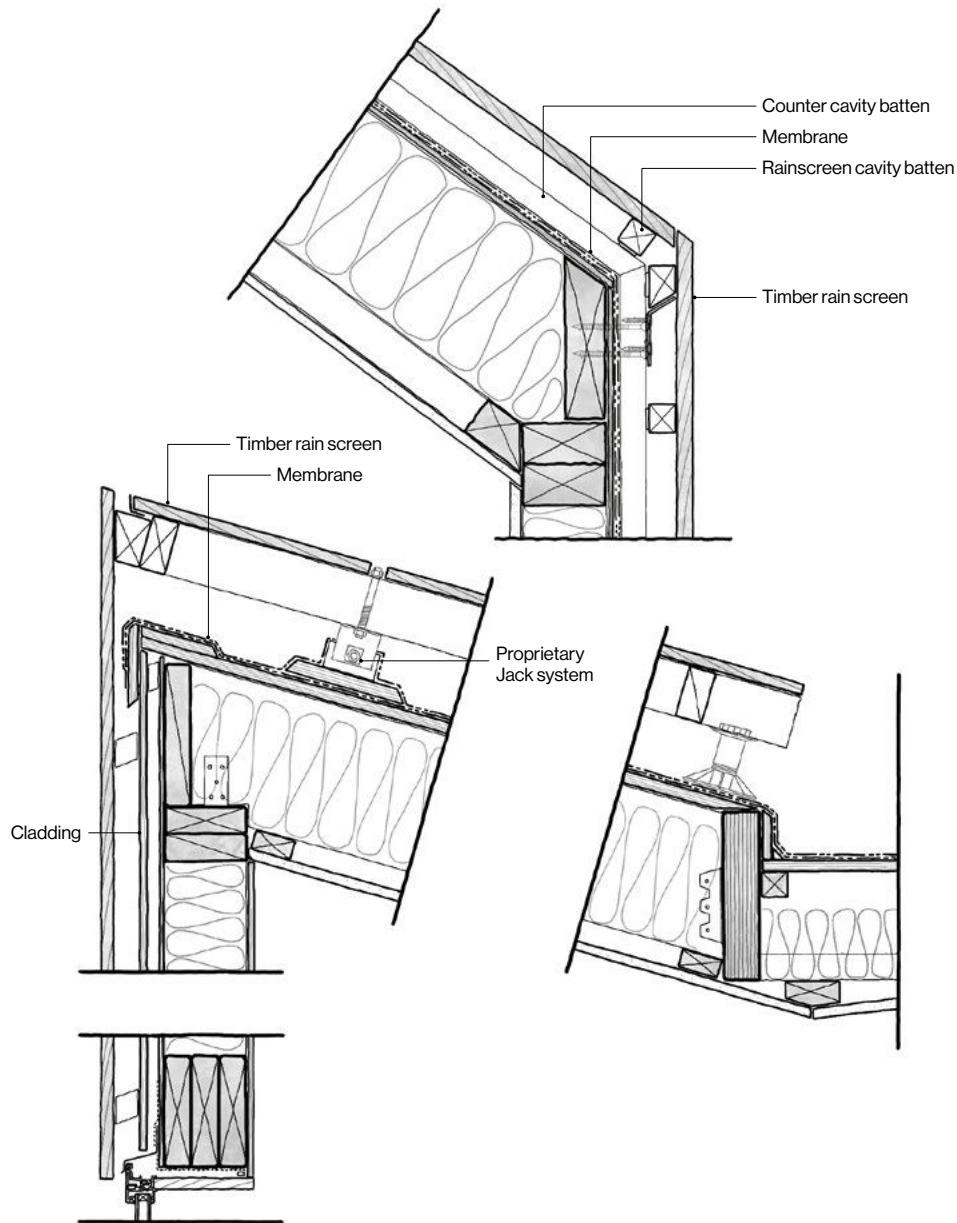 Counter cavity batten
Membrane
Rainscreen cavity batten
Timber rain screen
Timber rain screen
Membrane
Proprietary
Jack system
Cladding